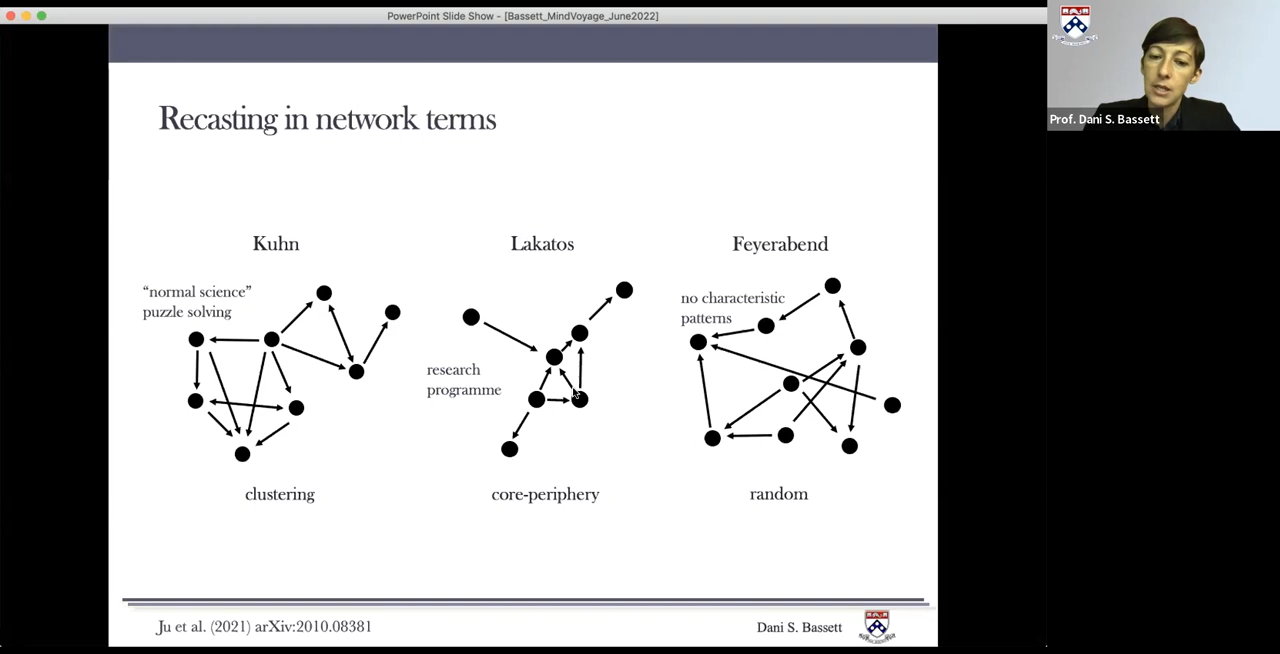 PowerPoint Slide Show - [Bassett_MindVoyage_June2022]
Prof. Dani S. Bassett
Recasting in network terms
Kuhn
“normal science”
puzzle solving
clustering
Lakatos
research
programme
core-periphery
Feyerabend
no characteristic
patterns
random
Ju et al. (2021) arXiv:2010.08381
Dani S. Bassett